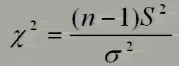 χ² = (n−1)S² / σ²